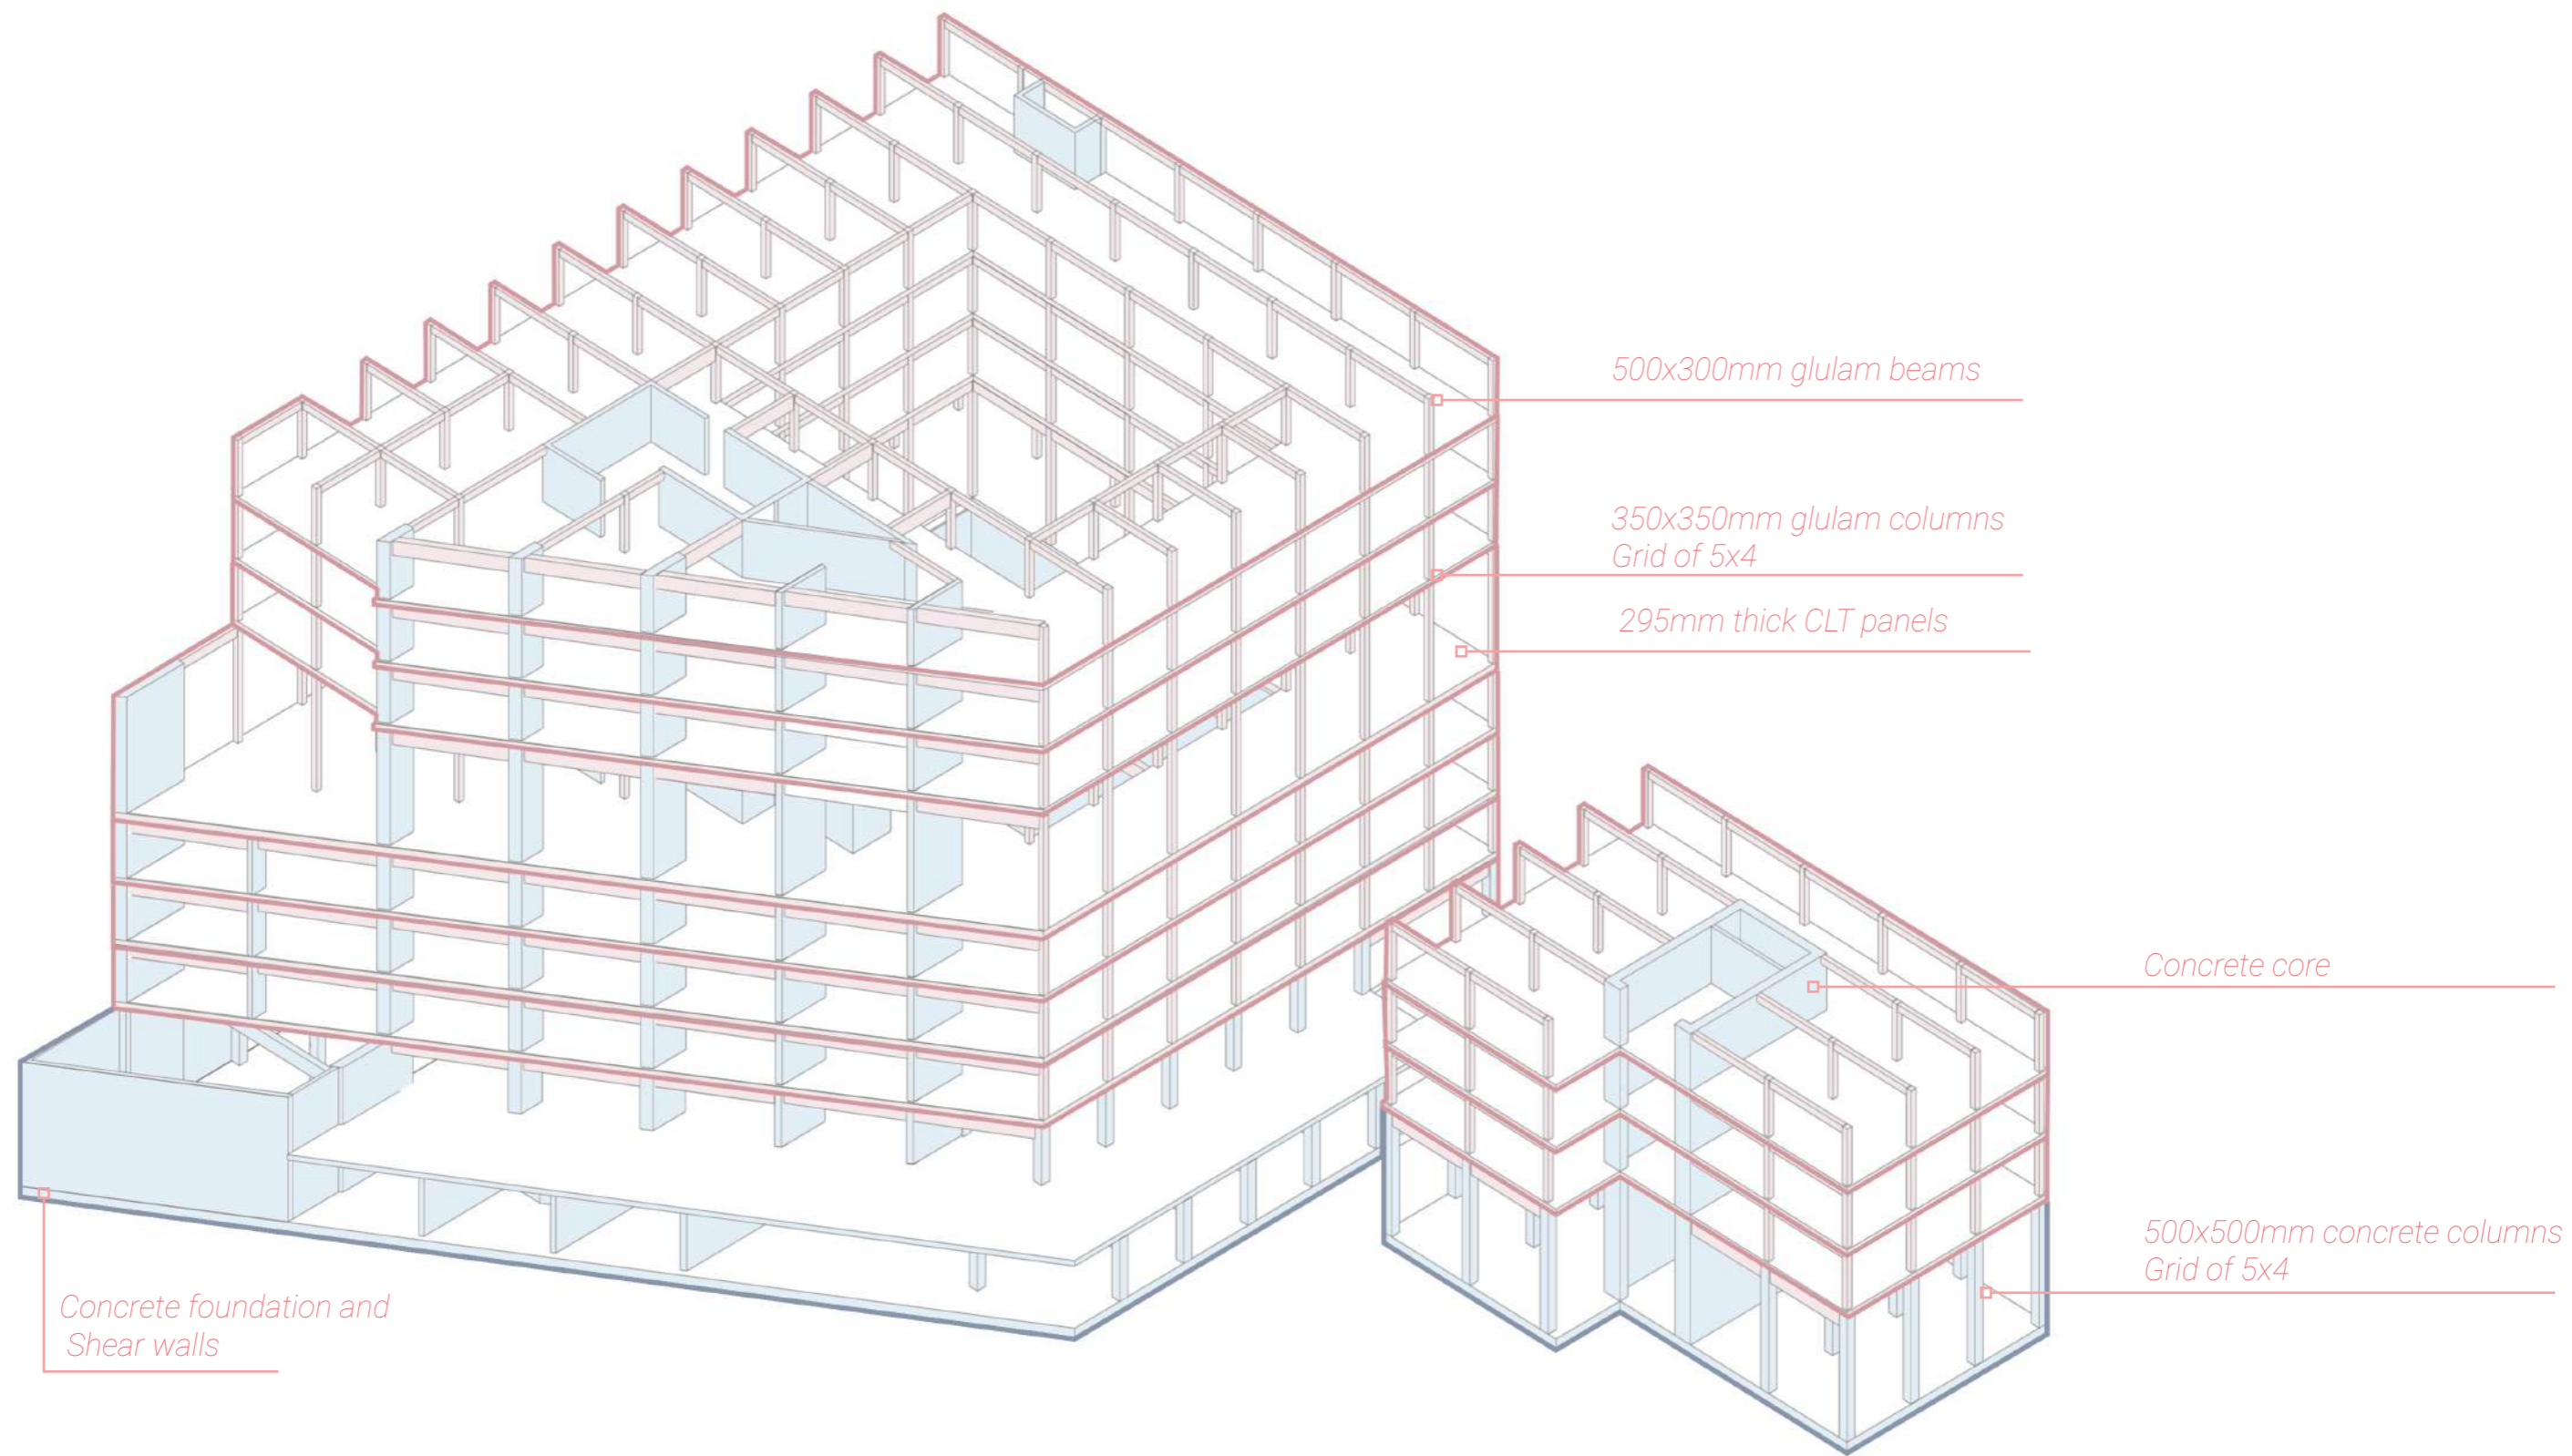 500x300mm glulam beams
350x350mm glulam columns
Grid of 5x4
295mm thick CLT panels
Concrete core
500x500mm concrete columns
Grid of 5x4
Concrete foundation and
Shear walls